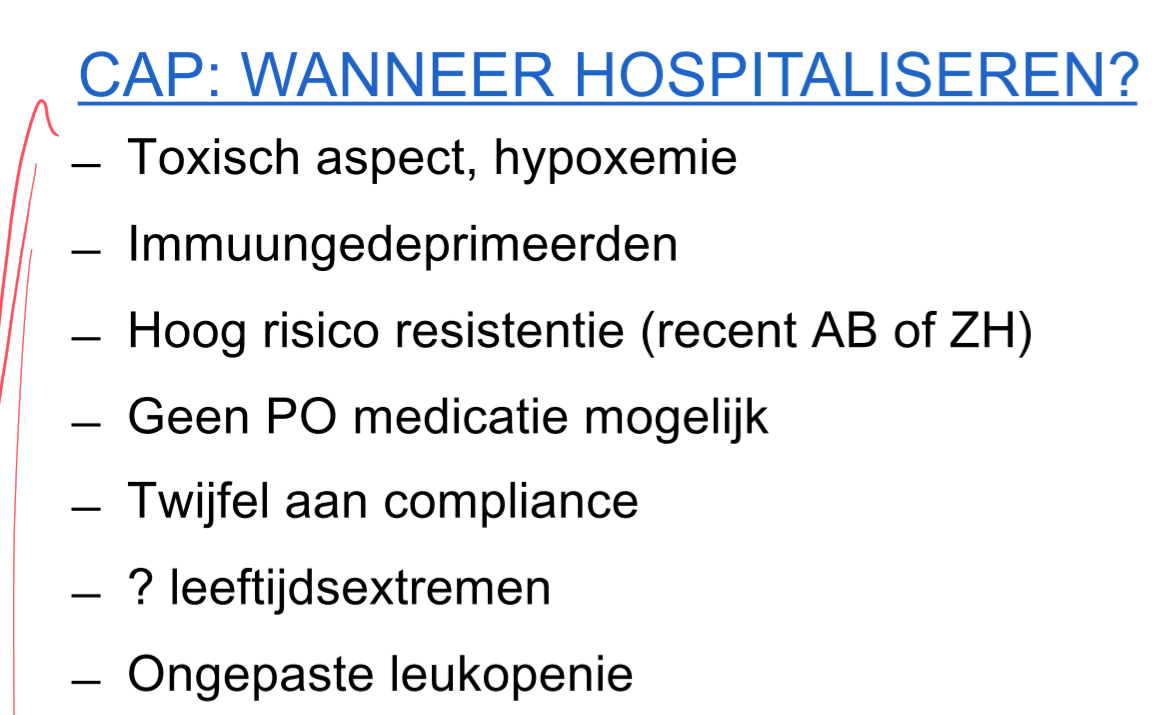 CAP: WANNEER HOSPITALISEREN?
– Toxisch aspect, hypoxemie
– Immuungedeprimeerden
– Hoog risico resistentie (recent AB of ZH)
– Geen PO medicatie mogelijk
– Twijfel aan compliance
– ? leeftijdsextremen
– Ongepaste leukopenie